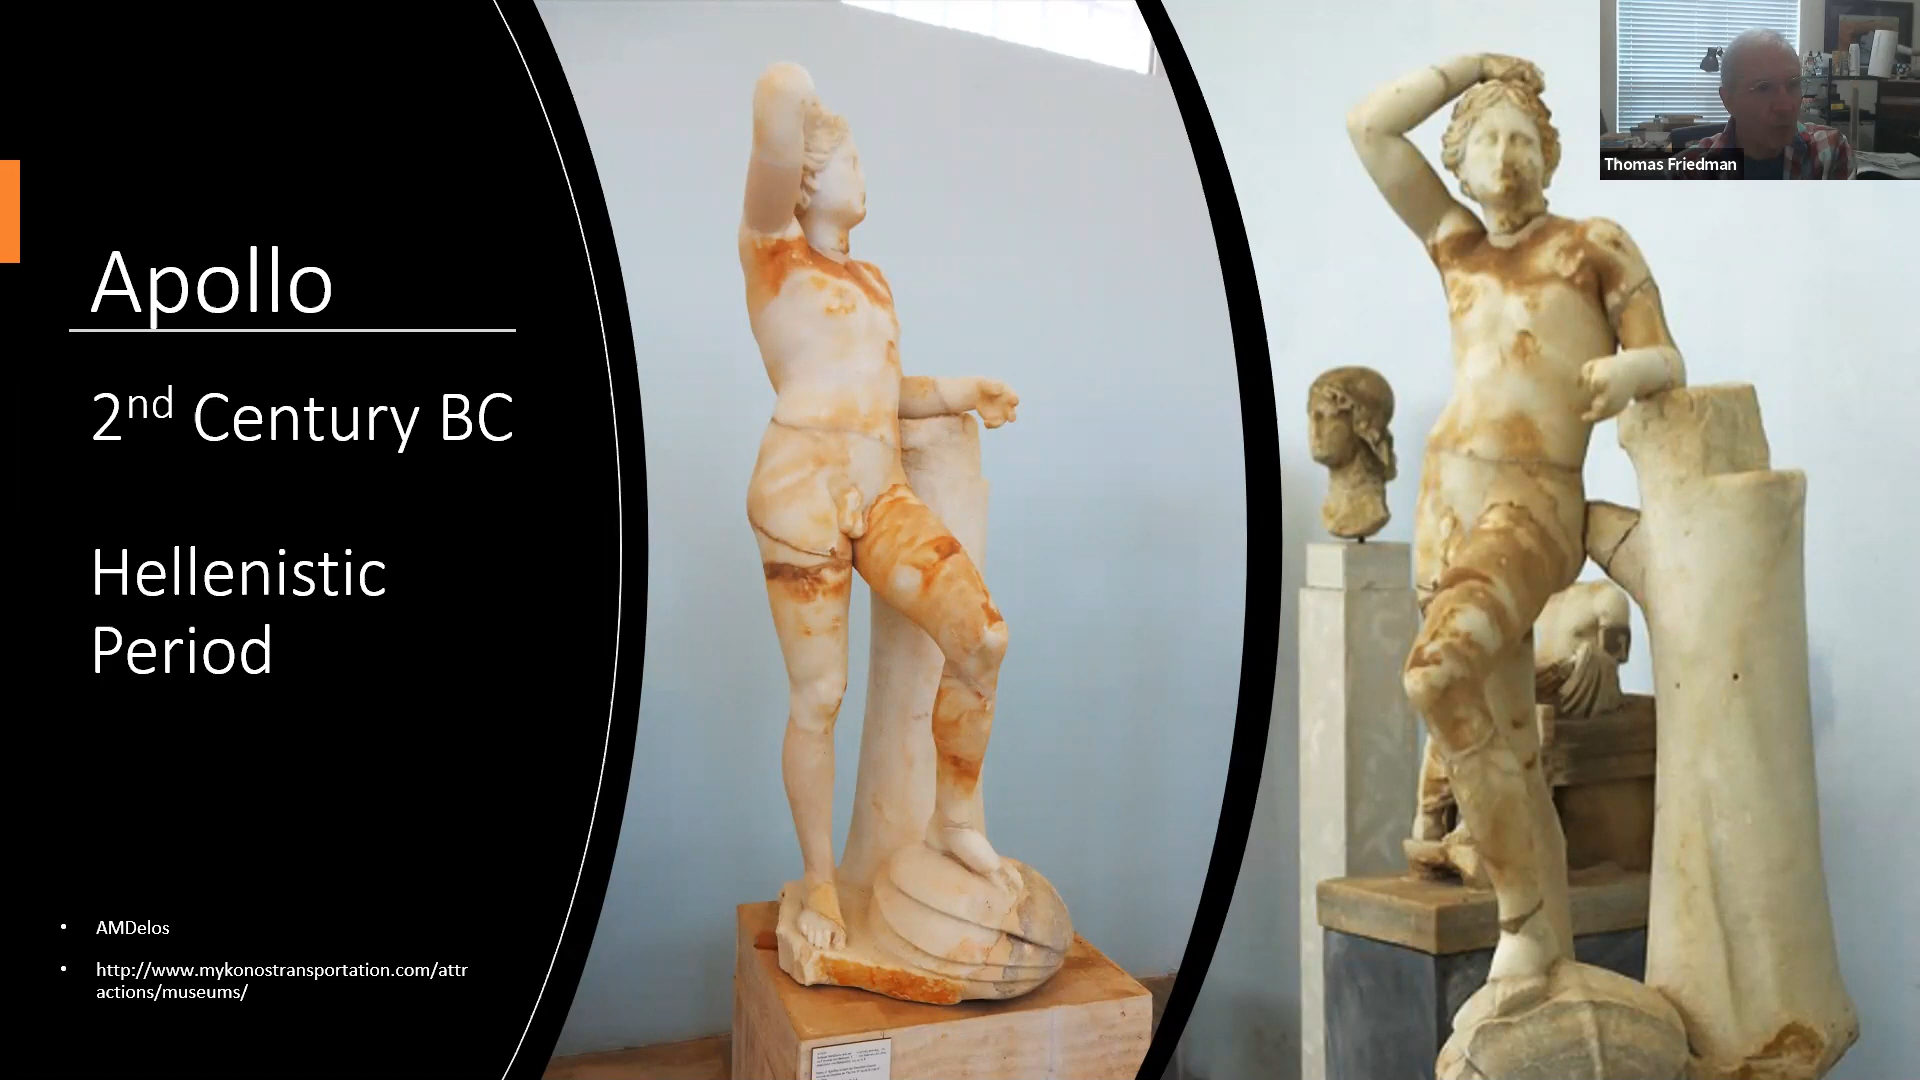 Apollo
2nd Century BC
Hellenistic
Period
• AMDelos
• http://www.mykonostransportation.com/attr
actions/museums/
Thomas Friedman